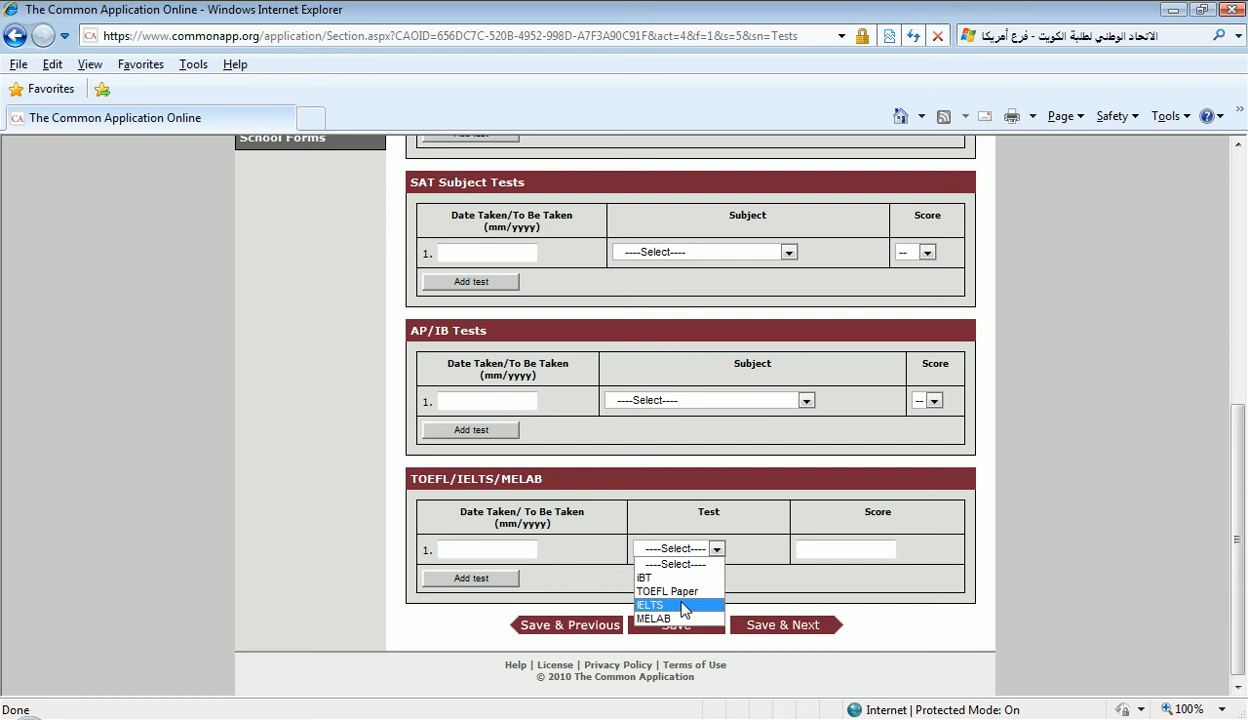 The Common Application Online - Windows Internet Explorer
https://www.commonapp.org/application/Section.aspx?CAOID=656DC7C-520B-4952-998D-A7F3A90C91F&act=4&f=1&s=5&sn=Tests
الاتحاد الوطني لطلبة الكويت - فرع أمريكا
File Edit View Favorites Tools Help
Favorites
The Common Application Online
Page Safety Tools
School Forms
Add test
SAT Subject Tests
Date Taken/To Be Taken
(mm/yyyy)
Subject
Score
1.
----Select----
--
Add test
AP/IB Tests
Date Taken/To Be Taken
(mm/yyyy)
Subject
Score
1.
----Select----
--
Add test
TOEFL/IELTS/MELAB
Date Taken/ To Be Taken
(mm/yyyy)
Test
Score
1.
----Select----
----Select----
iBT
TOEFL Paper
IELTS
MELAB
Add test
Save & Previous
Save
Save & Next
Help | License | Privacy Policy | Terms of Use
© 2010 The Common Application
Done
Internet | Protected Mode: On
100%